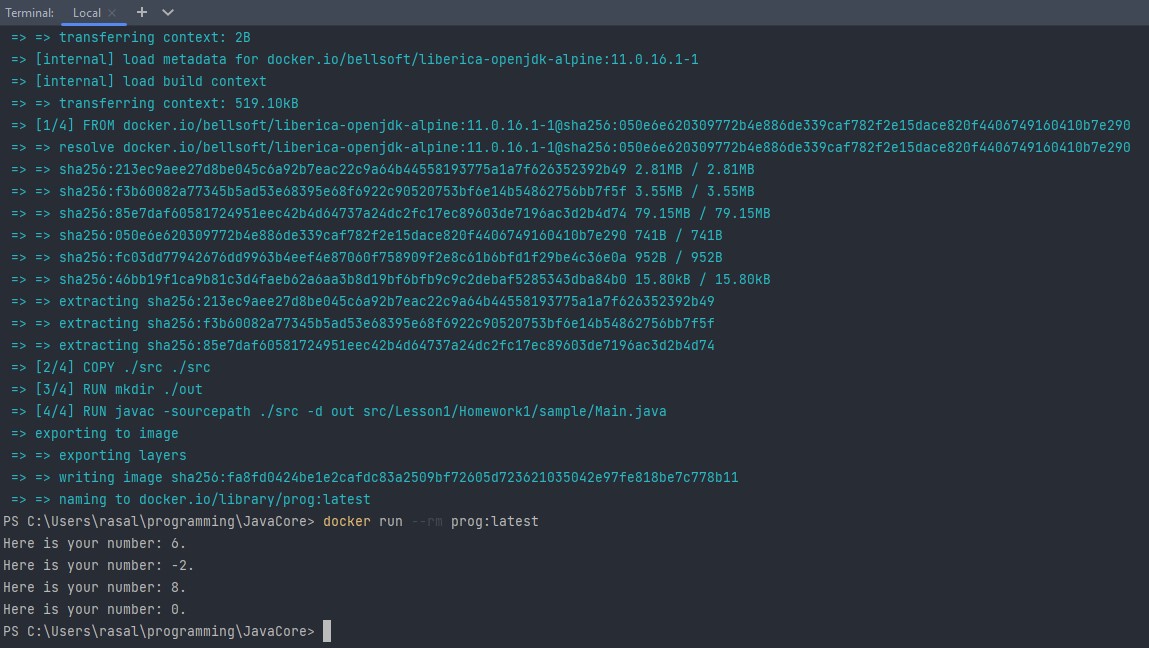 Terminal: Local × +
=> => transferring context: 2B
=> [internal] load metadata for docker.io/bellsoft/liberica-openjdk-alpine:11.0.16.1-1
=> [internal] load build context
=> => transferring context: 519.10kB
=> [1/4] FROM docker.io/bellsoft/liberica-openjdk-alpine:11.0.16.1-1@sha256:050e6e620309772b4e886de339caf782f2e15dace820f4406749160410b7e290
=> => resolve docker.io/bellsoft/liberica-openjdk-alpine:11.0.16.1-1@sha256:050e6e620309772b4e886de339caf782f2e15dace820f4406749160410b7e290
=> => sha256:213ec9aee27d8be045c6a92b7eac22c9a64b44558193775a1a7f626352392b49 2.81MB / 2.81MB
=> => sha256:f3b60082a77345b5ad53e68395e68f6922c90520753bf6e14b54862756bb7f5f 3.55MB / 3.55MB
=> => sha256:85e7daf60581724951eec42b4d64737a24dc2fc17ec89603de7196ac3d2b4d74 79.15MB / 79.15MB
=> => sha256:050e6e620309772b4e886de339caf782f2e15dace820f4406749160410b7e290 741B / 741B
=> => sha256:fc03dd77942676dd9963b4eef4e87060f758909f2e8c61b6bfd1f29be4c36e0a 952B / 952B
=> => sha256:46bb19f1ca9b81c3d4faeb62a6aa3b8d19bf6bfb9c9c2debaf5285343dba84b0 15.80kB / 15.80kB
=> => extracting sha256:213ec9aee27d8be045c6a92b7eac22c9a64b44558193775a1a7f626352392b49
=> => extracting sha256:f3b60082a77345b5ad53e68395e68f6922c90520753bf6e14b54862756bb7f5f
=> => extracting sha256:85e7daf60581724951eec42b4d64737a24dc2fc17ec89603de7196ac3d2b4d74
=> [2/4] COPY ./src ./src
=> [3/4] RUN mkdir ./out
=> [4/4] RUN javac -sourcepath ./src -d out src/Lesson1/Homework1/sample/Main.java
=> exporting to image
=> => exporting layers
=> => writing image sha256:fa8fd0424be1e2cafdc83a2509bf72605d723621035042e97fe818be7c778b11
=> => naming to docker.io/library/prog:latest
PS C:\Users\rasal\programming\JavaCore> docker run --rm prog:latest
Here is your number: 6.
Here is your number: -2.
Here is your number: 8.
Here is your number: 0.
PS C:\Users\rasal\programming\JavaCore>